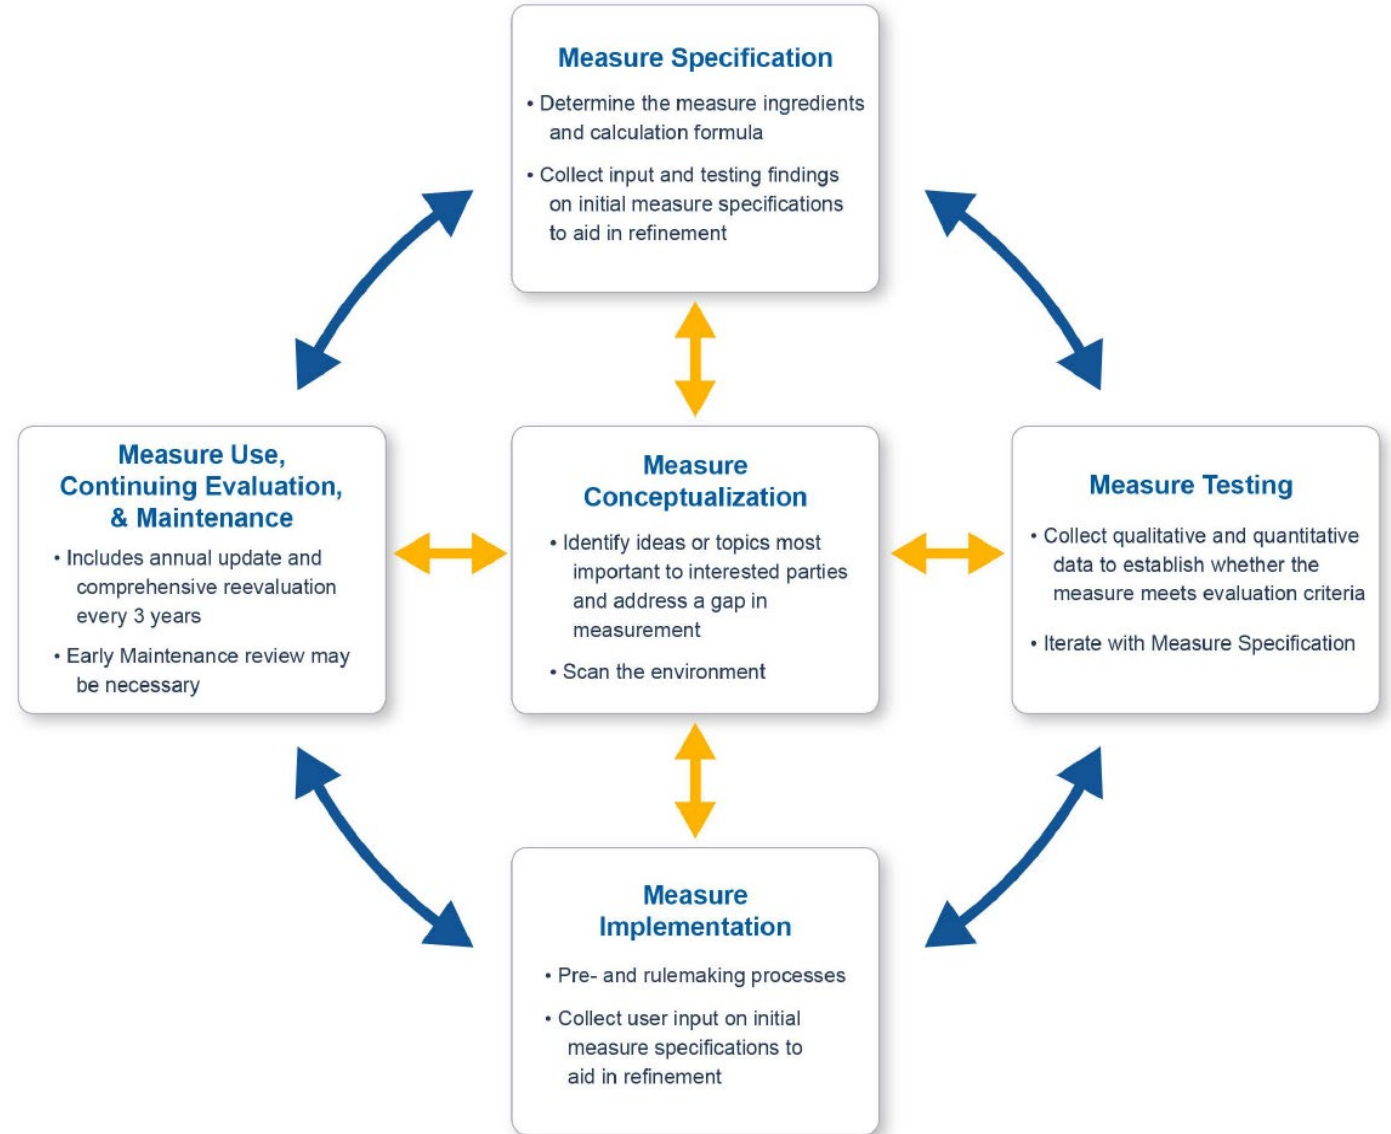 Measure Specification
• Determine the measure ingredients
and calculation formula
• Collect input and testing findings
on initial measure specifications
to aid in refinement
Measure Use,
Continuing Evaluation,
& Maintenance
• Includes annual update and
comprehensive reevaluation
every 3 years
• Early Maintenance review may
be necessary
Measure
Conceptualization
• Identify ideas or topics most
important to interested parties
and address a gap in
measurement
• Scan the environment
Measure Testing
• Collect qualitative and quantitative
data to establish whether the
measure meets evaluation criteria
• Iterate with Measure Specification
Measure
Implementation
• Pre- and rulemaking processes
• Collect user input on initial
measure specifications to
aid in refinement